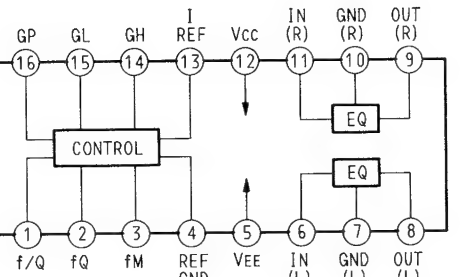 I IN GND OUT
GP GL GH REF VCC (R) (R) (R)
16 15 14 13 12 11 10 9
EQ
CONTROL
EQ
1 2 3 4 5 6 7 8
f/Q fQ fM REF VEE IN GND OUT
GND (L) (L) (L)